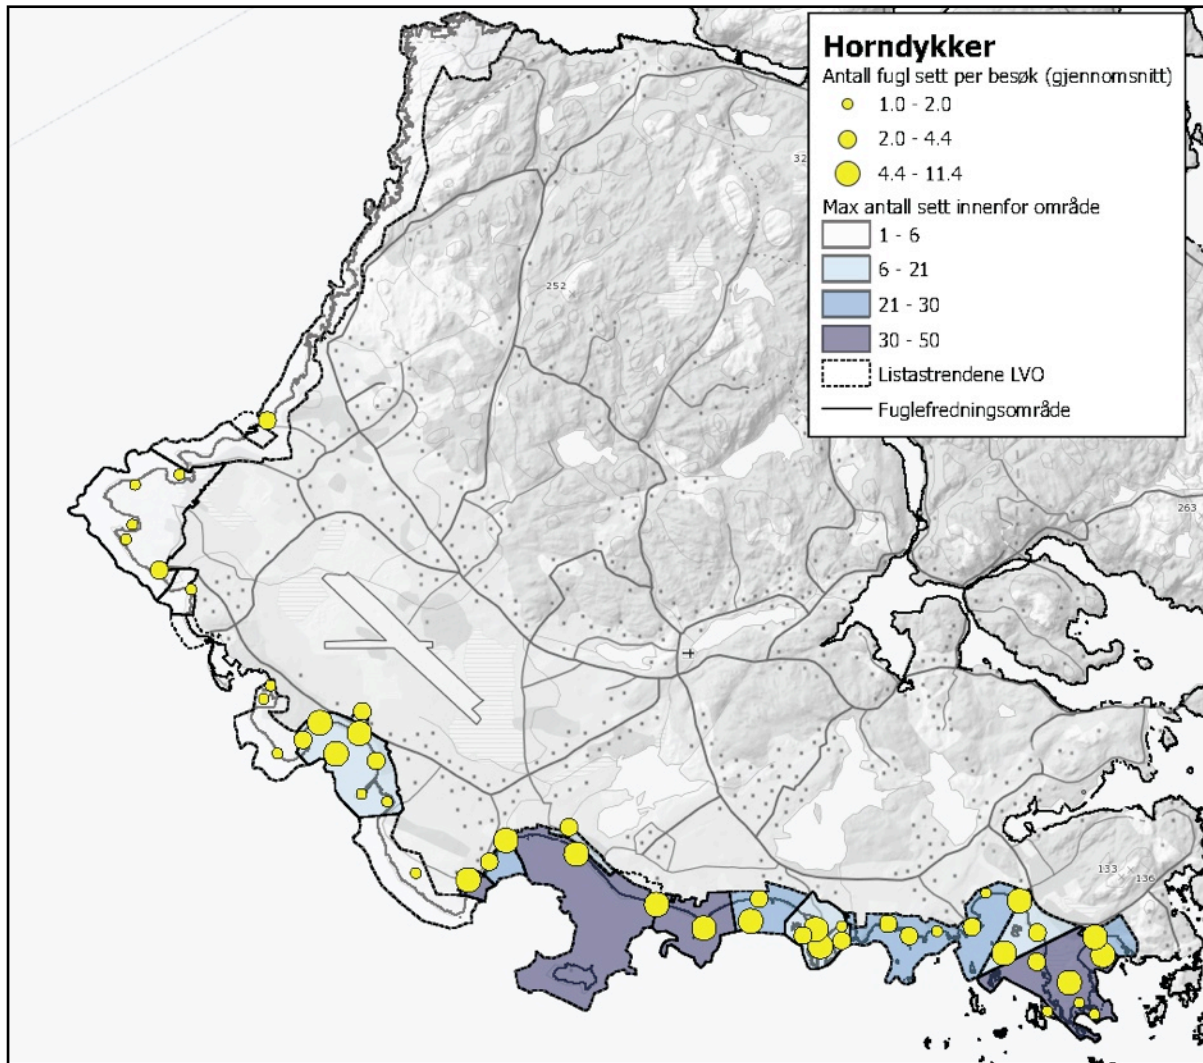 Horndykker
Antall fugl sett per besøk (gjennomsnitt)
1.0 - 2.0
2.0 - 4.4
4.4 - 11.4
Max antall sett innenfor område
1 - 6
6 - 21
21 - 30
30 - 50
Listastrendene LVO
Fuglefredningsområde
252
263
133
136